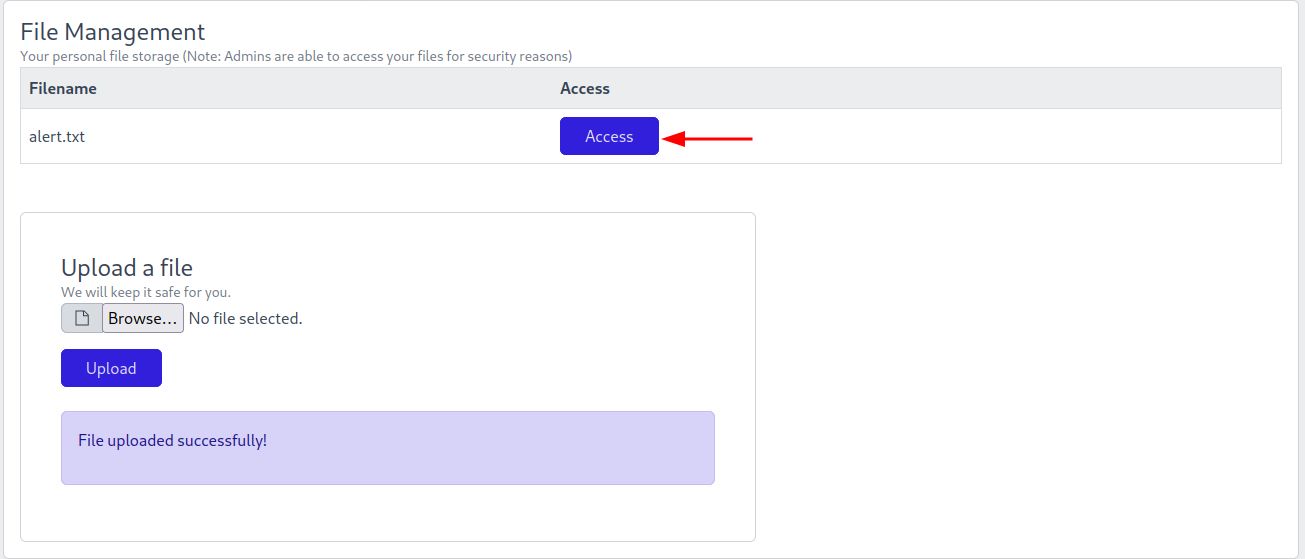 File Management
Your personal file storage (Note: Admins are able to access your files for security reasons)
Filename Access
alert.txt Access
Upload a file
We will keep it safe for you.
Browse... No file selected.
Upload
File uploaded successfully!